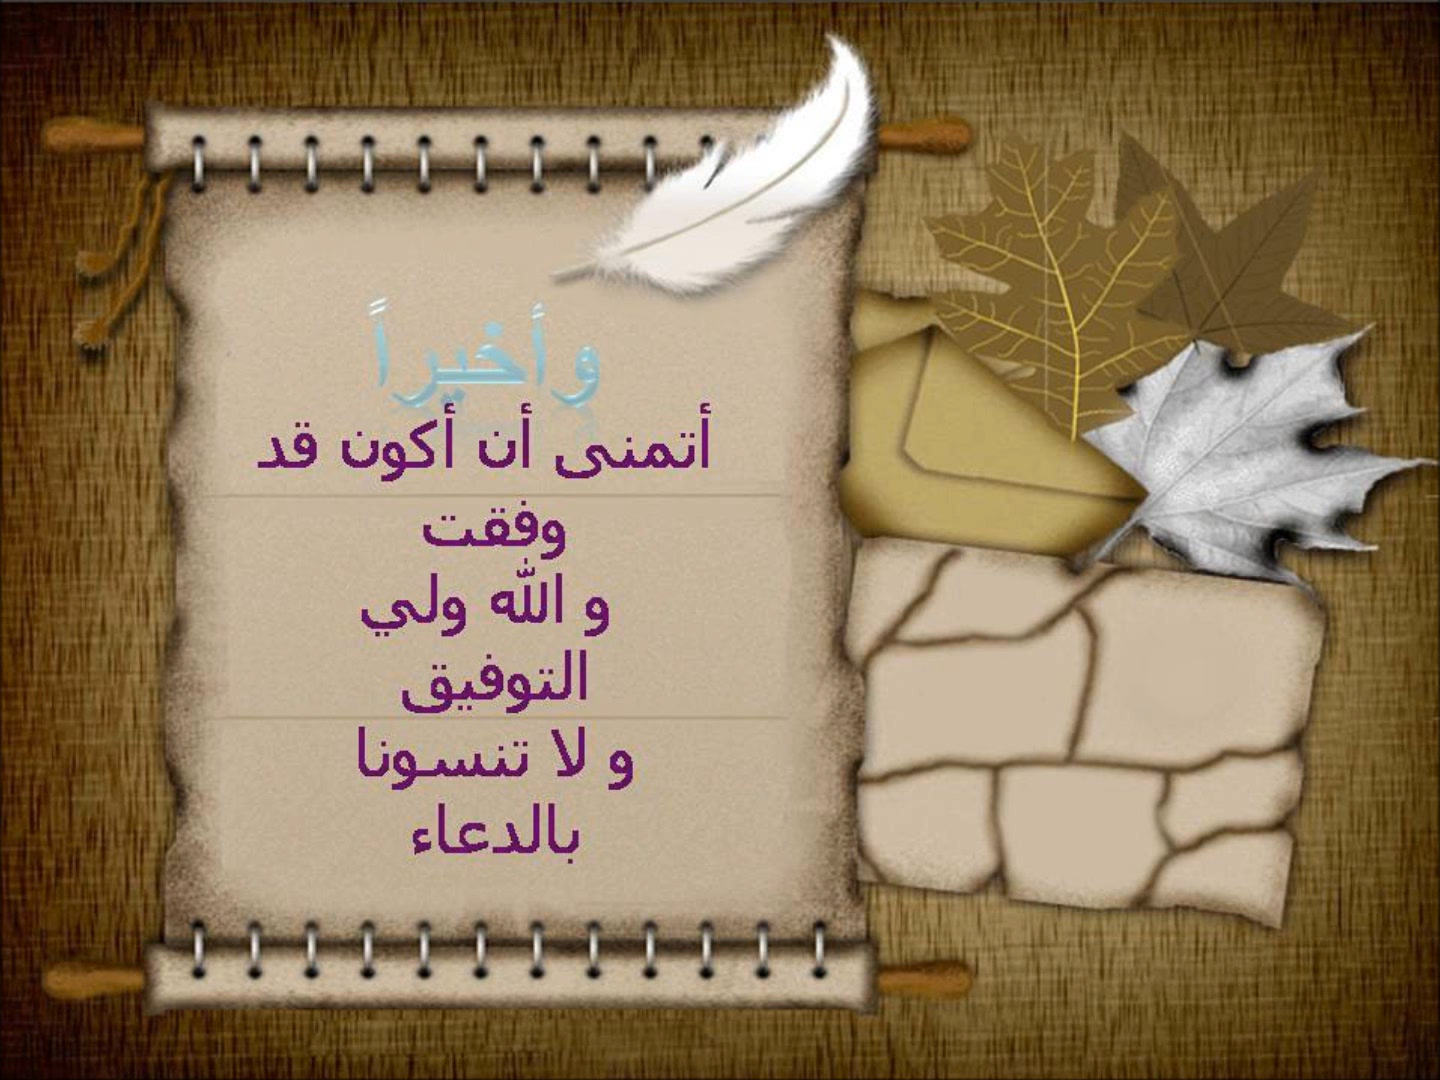 وأخيراً
أتمنى أن أكون قد
وفقت
و الله ولي
التوفيق
و لا تنسونا
بالدعاء